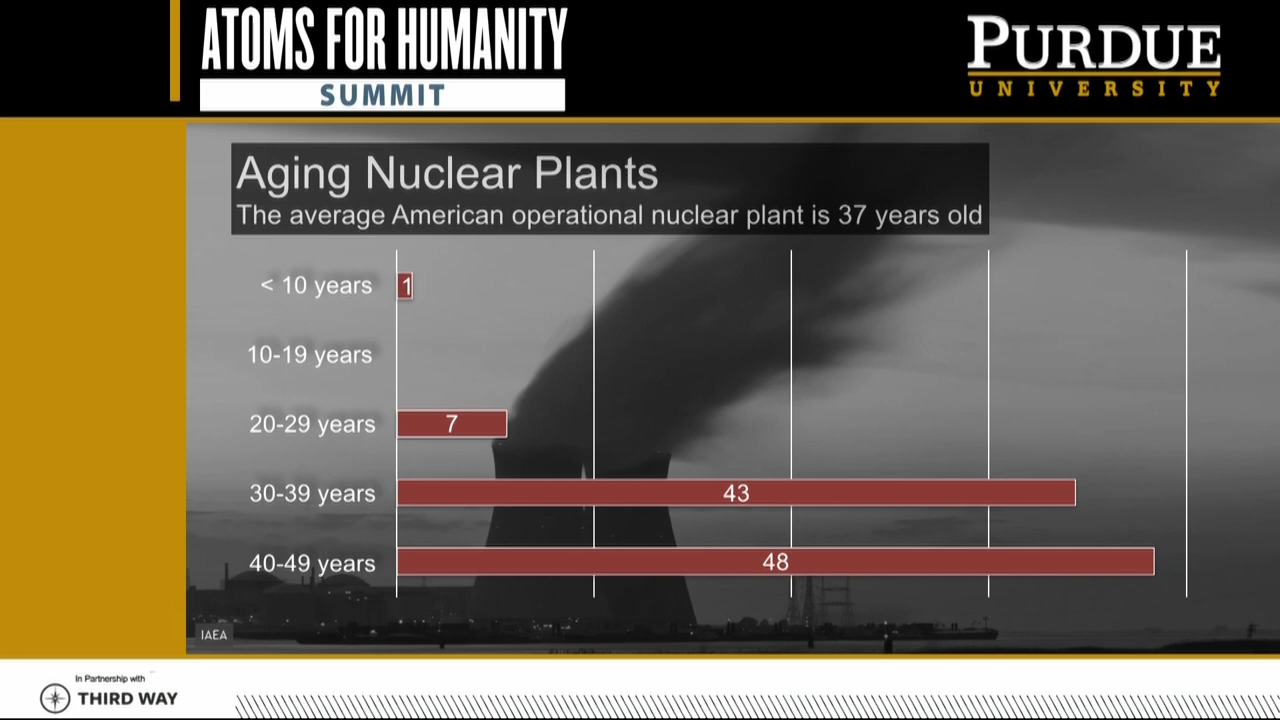 ATOMS FOR HUMANITY
SUMMIT
PURDUE
UNIVERSITY
Aging Nuclear Plants
The average American operational nuclear plant is 37 years old
< 10 years
1
10-19 years
20-29 years
7
30-39 years
43
40-49 years
48
IAEA
In Partnership with
THIRD WAY